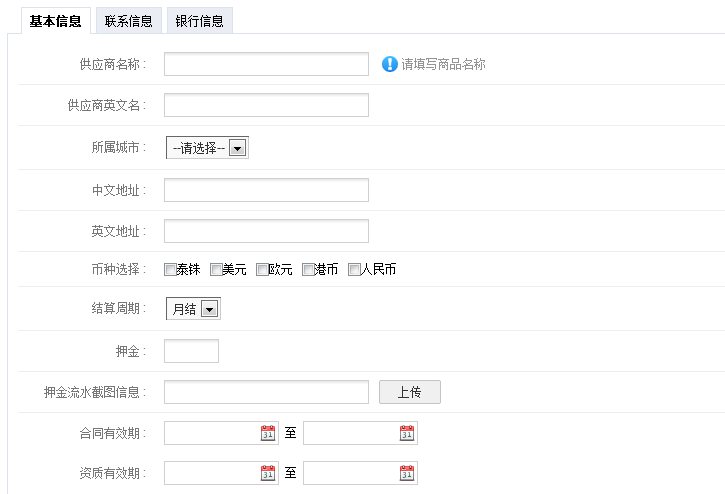 基本信息 联系信息 银行信息
供应商名称： 请填写商品名称
供应商英文名：
所属城市： --请选择--
中文地址：
英文地址：
币种选择： 泰铢 美元 欧元 港币 人民币
结算周期： 月结
押金：
押金流水截图信息： 上传
合同有效期： 31 至 31
资质有效期： 31 至 31